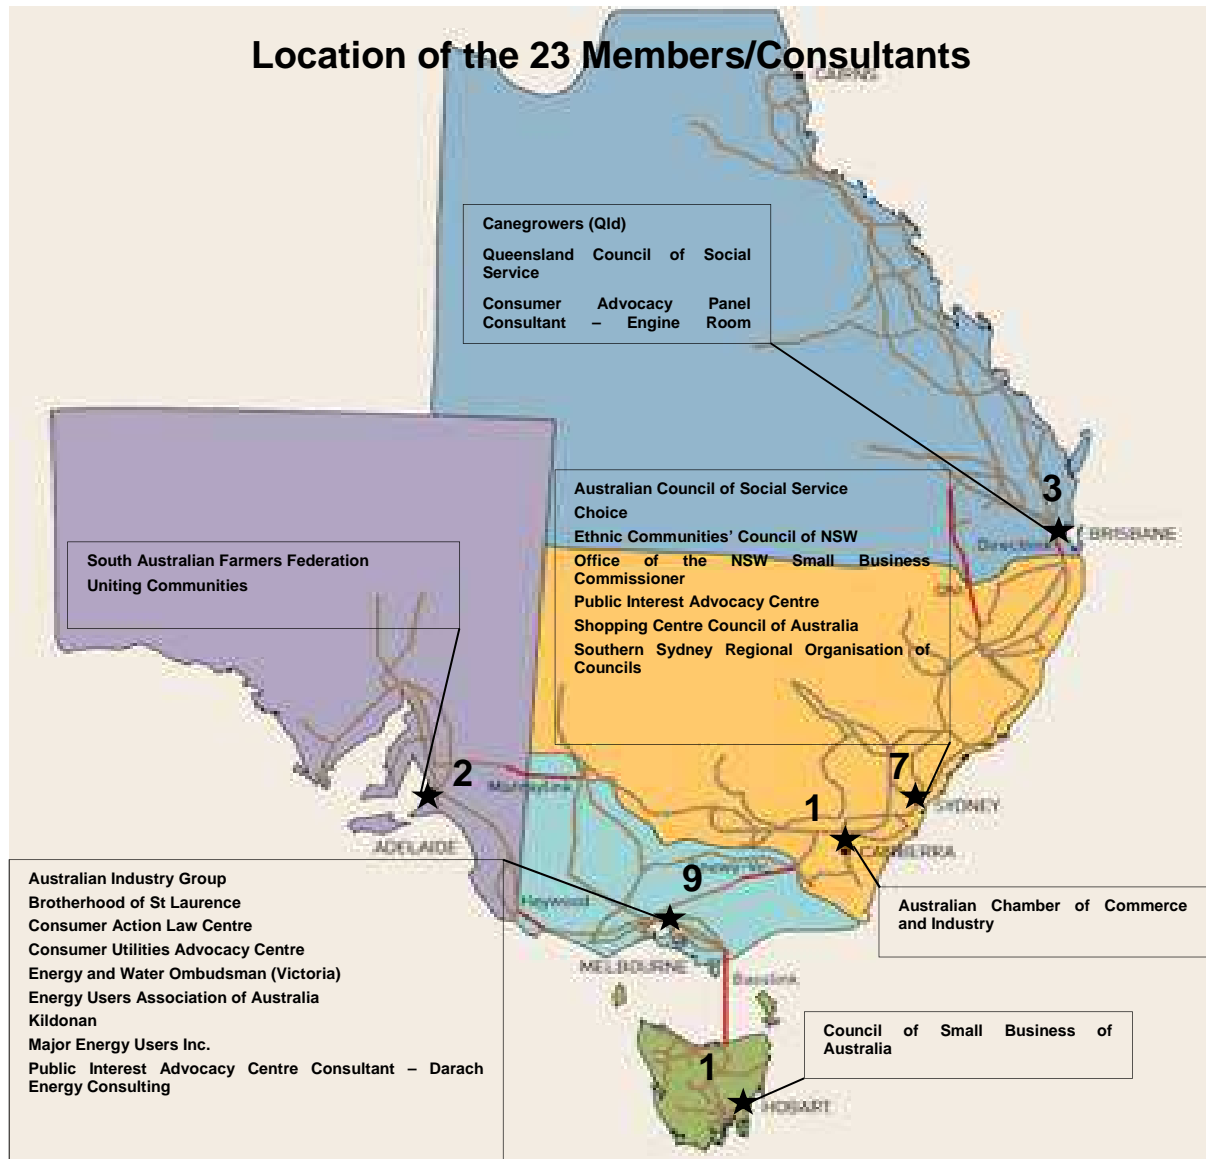 Location of the 23 Members/Consultants
CAIRNS
Canegrowers (Qld)
Queensland Council of Social
Service
Consumer Advocacy Panel
Consultant – Engine Room
3
BRISBANE
Australian Council of Social Service
Choice
Ethnic Communities' Council of NSW
Office of the NSW Small Business
Commissioner
Public Interest Advocacy Centre
Shopping Centre Council of Australia
Southern Sydney Regional Organisation of
Councils
South Australian Farmers Federation
Uniting Communities
2
Murraylink
ADELAIDE
7
SYDNEY
1
CANBERRA
9
Heywood
MELBOURNE
Basslink
Australian Industry Group
Brotherhood of St Laurence
Consumer Action Law Centre
Consumer Utilities Advocacy Centre
Energy and Water Ombudsman (Victoria)
Energy Users Association of Australia
Kildonan
Major Energy Users Inc.
Public Interest Advocacy Centre Consultant – Darach
Energy Consulting
Australian Chamber of Commerce
and Industry
Council of Small Business of
Australia
1
HOBART